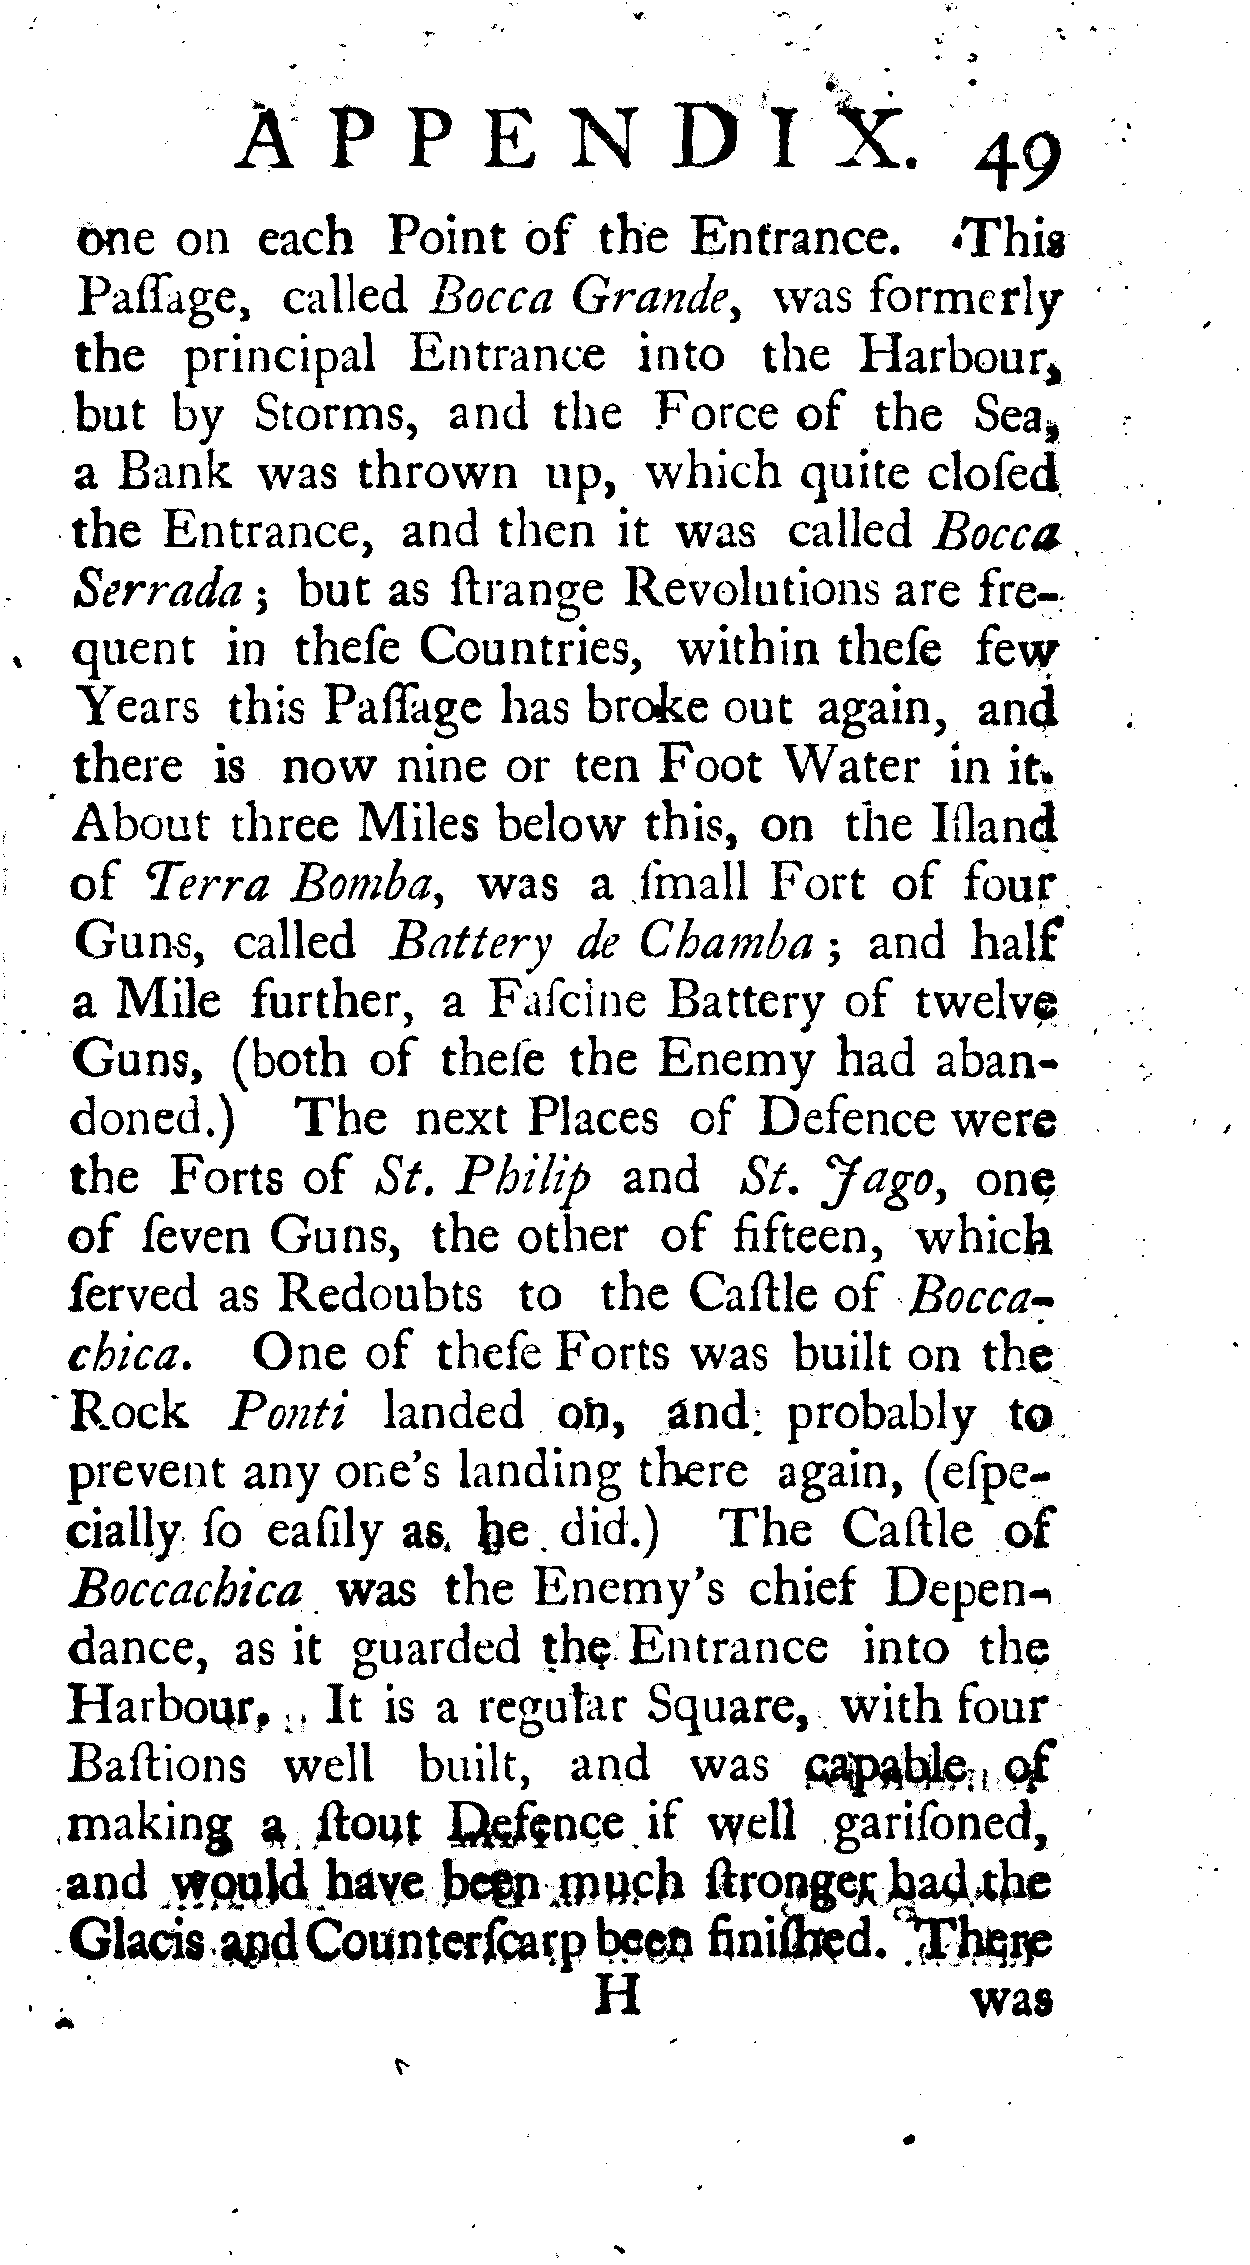 APPENDIX. 49
one on each Point of the Entrance. This
Paſſage, called Bocca Grande, was formerly
the principal Entrance into the Harbour,
but by Storms, and the Force of the Sea,
a Bank was thrown up, which quite cloſed
the Entrance, and then it was called Bocca
Serrada; but as ſtrange Revolutions are fre-
quent in theſe Countries, within theſe few
Years this Paſſage has broke out again, and
there is now nine or ten Foot Water in it.
About three Miles below this, on the Iſland
of Terra Bomba, was a ſmall Fort of four
Guns, called Battery de Chamba; and half
a Mile further, a Faſcine Battery of twelve
Guns, (both of theſe the Enemy had aban-
doned.) The next Places of Defence were
the Forts of St. Philip and St. Jago, one
of ſeven Guns, the other of fifteen, which
ſerved as Redoubts to the Caſtle of Bocca-
chica. One of theſe Forts was built on the
Rock Ponti landed on, and probably to
prevent any one's landing there again, (eſpe-
cially ſo eaſily as he did.) The Caſtle of
Boccachica was the Enemy's chief Depen-
dance, as it guarded the Entrance into the
Harbour. It is a regular Square, with four
Baſtions well built, and was capable of
making a ſtout Defence if well gariſoned,
and would have been much ſtronger had the
Glacis and Counterſcarp been finiſhed. There
H was